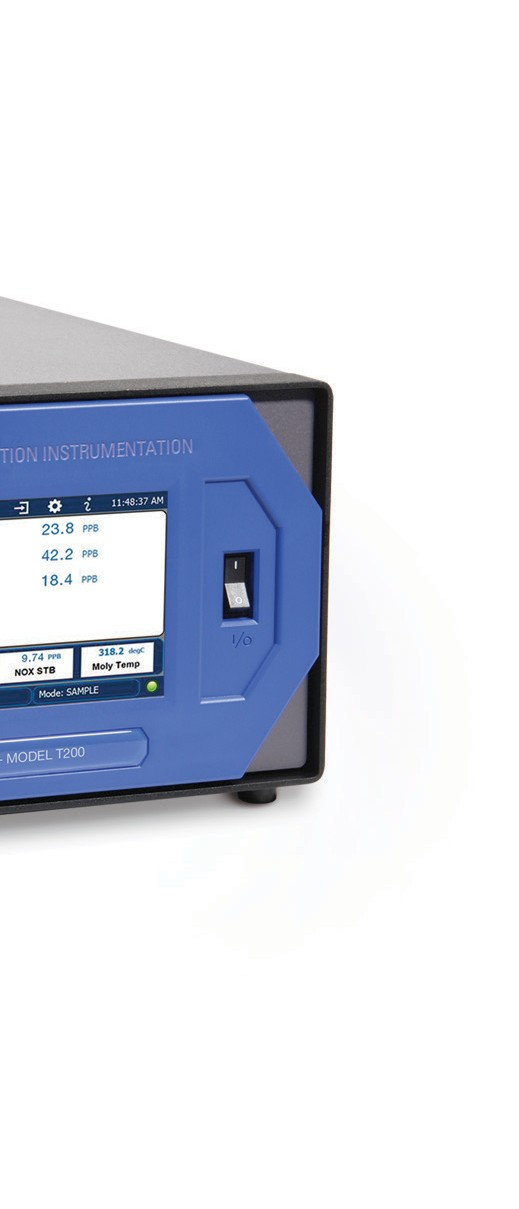 TION INSTRUMENTATION
11:48:37 AM
23.8 PPB
42.2 PPB
18.4 PPB
9.74 PPB 318.2 degC
NOX STB Moly Temp
Mode: SAMPLE
I/O
- MODEL T200